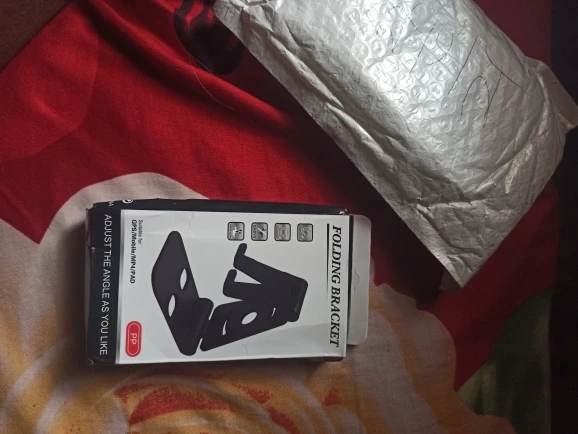 FOLDING BRACKET
Suitable for:
GPS/Mobile/MP4/PAD
PP
ADJUST THE ANGLE AS YOU LIKE